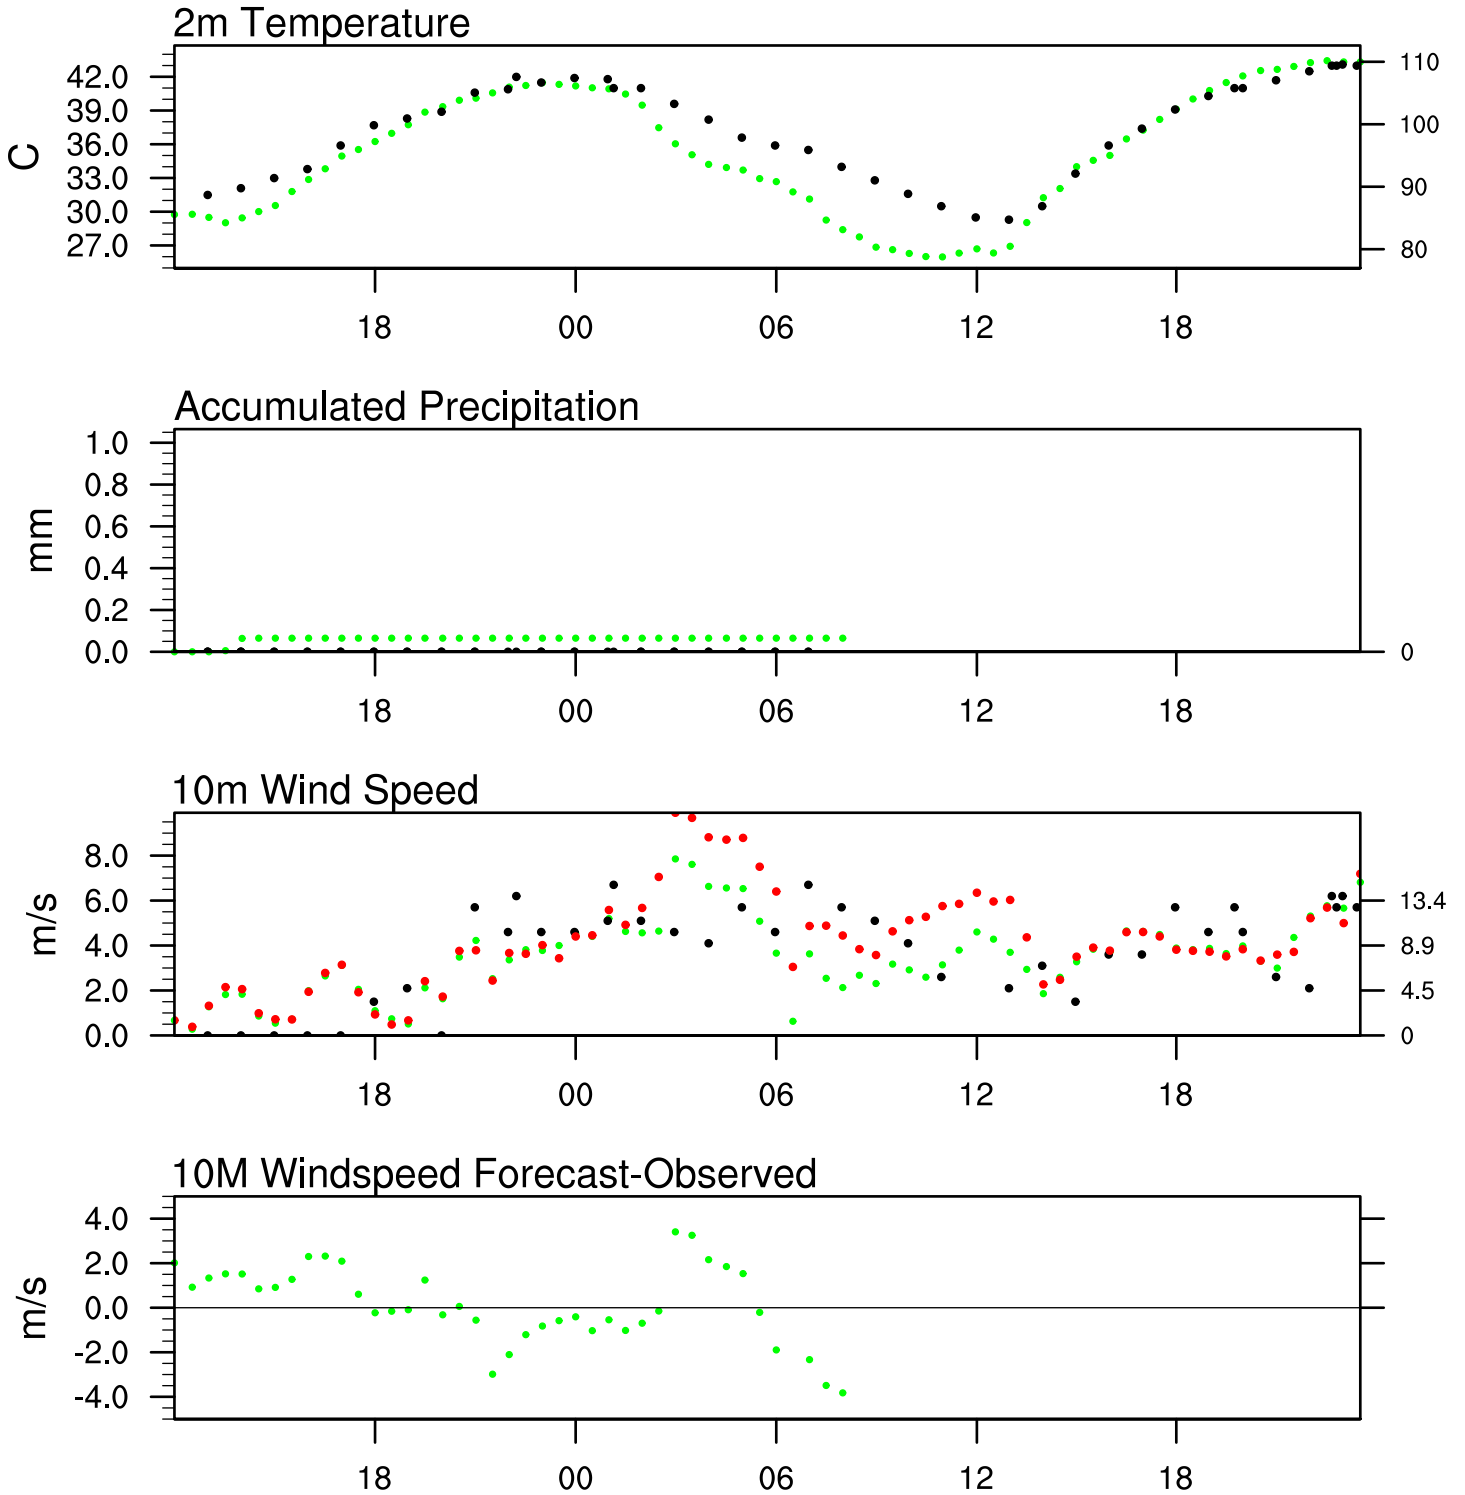 2m Temperature
42.0
39.0
36.0
33.0
30.0
27.0
C
110
100
90
80
18 00 06 12 18
Accumulated Precipitation
1.0
0.8
0.6
0.4
0.2
0.0
mm
0
18 00 06 12 18
10m Wind Speed
8.0
6.0
4.0
2.0
0.0
m/s
13.4
8.9
4.5
0
18 00 06 12 18
10M Windspeed Forecast-Observed
4.0
2.0
0.0
-2.0
-4.0
m/s
18 00 06 12 18